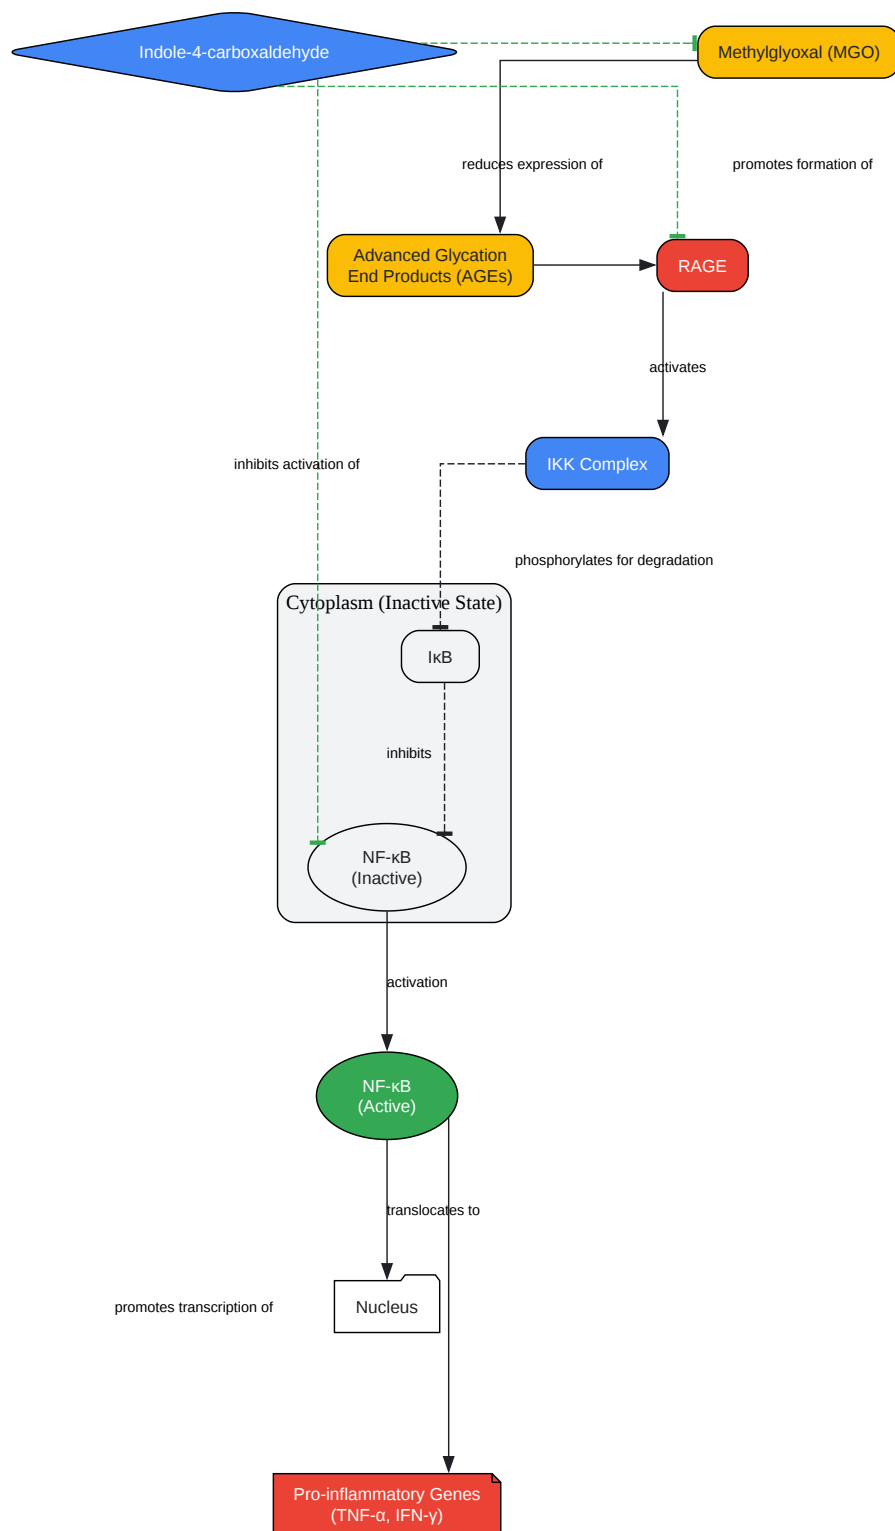 Indole-4-carboxaldehyde
Methylglyoxal (MGO)
reduces expression of
promotes formation of
Advanced Glycation
End Products (AGEs)
RAGE
activates
inhibits activation of
IKK Complex
phosphorylates for degradation
Cytoplasm (Inactive State)
IκB
inhibits
NF-κB
(Inactive)
activation
NF-κB
(Active)
translocates to
promotes transcription of
Nucleus
Pro-inflammatory Genes
(TNF-α, IFN-γ)